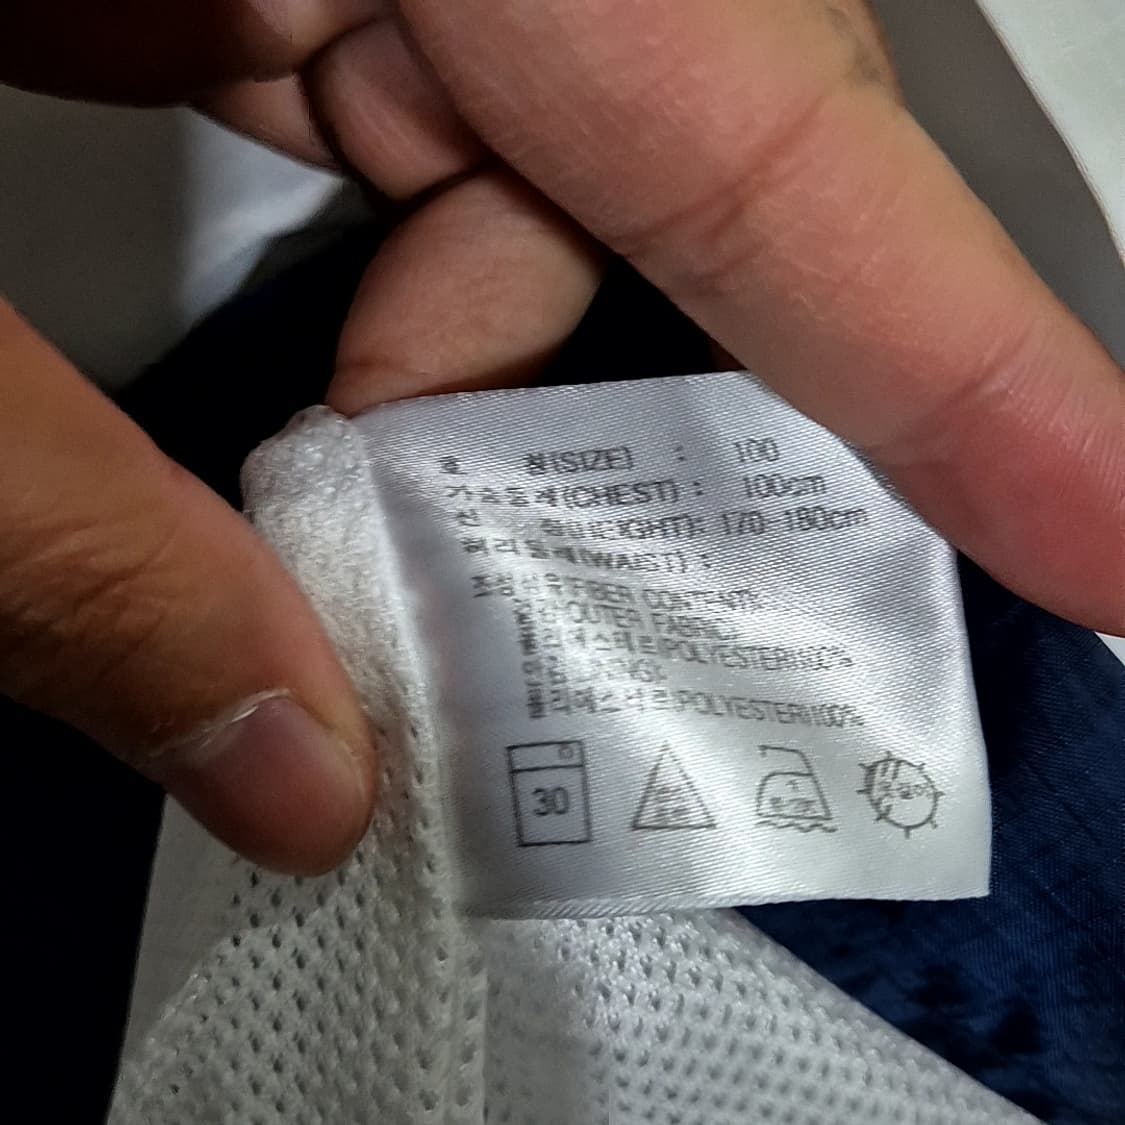 호 칭(SIZE) : 100
가슴둘레(CHEST) : 100cm
신 장(HEIGHT): 170-180cm
허리둘레(WAIST) :
조성섬유(FIBER CONTENT)
(OUTER FABRIC)
폴리에스테르(POLYESTER)100%
폴리에스테르(POLYESTER)100%
30